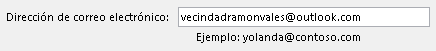 Dirección de correo electrónico: vecindadramonvales@outlook.com
Ejemplo: yolanda@contoso.com